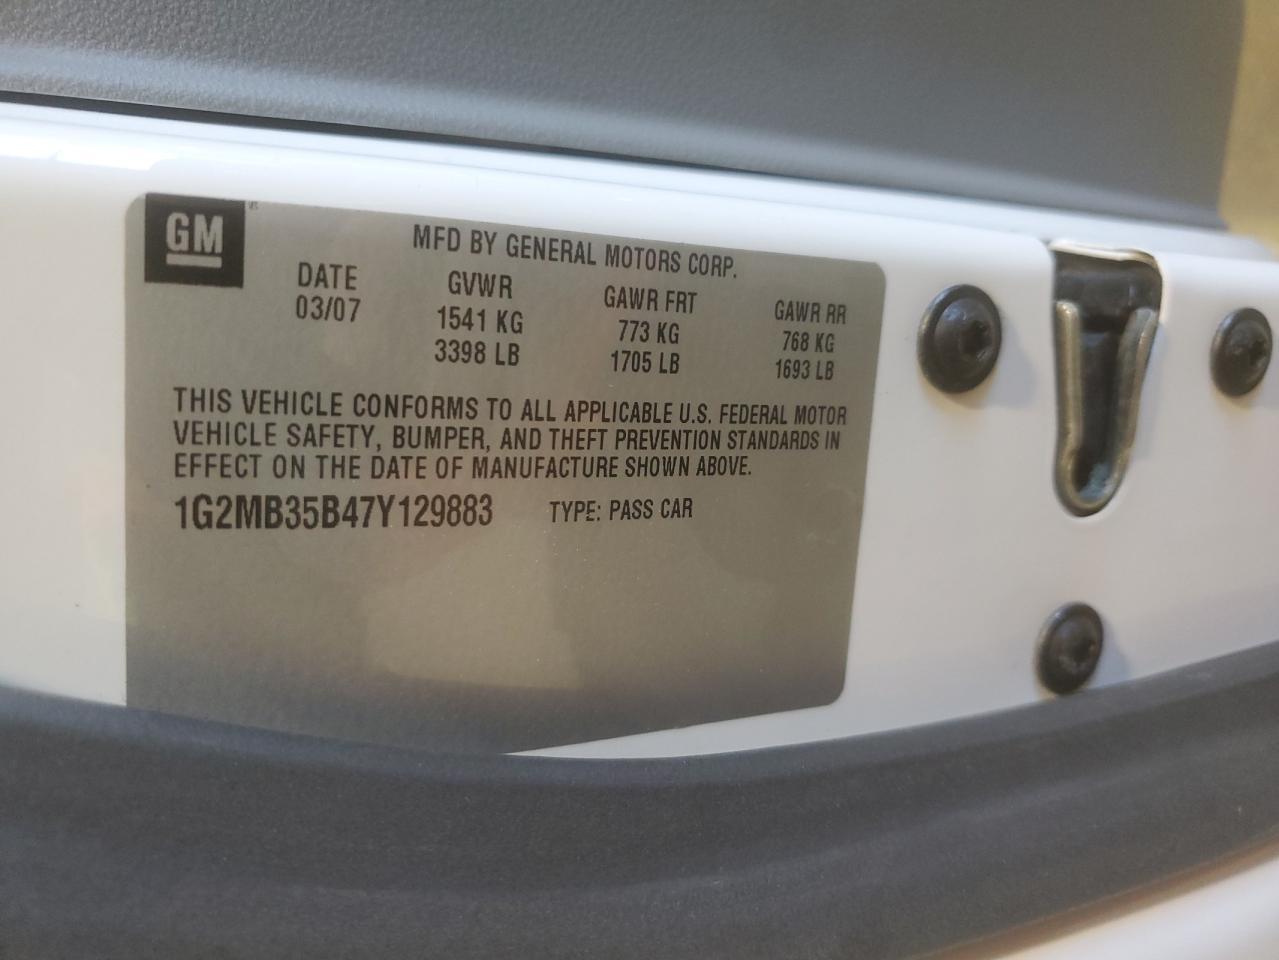 GM
MFD BY GENERAL MOTORS CORP.
DATE GVWR GAWR FRT GAWR RR
03/07 1541 KG 773 KG 768 KG
3398 LB 1705 LB 1693 LB
THIS VEHICLE CONFORMS TO ALL APPLICABLE U.S. FEDERAL MOTOR
VEHICLE SAFETY, BUMPER, AND THEFT PREVENTION STANDARDS IN
EFFECT ON THE DATE OF MANUFACTURE SHOWN ABOVE.
1G2MB35B47Y129883 TYPE: PASS CAR